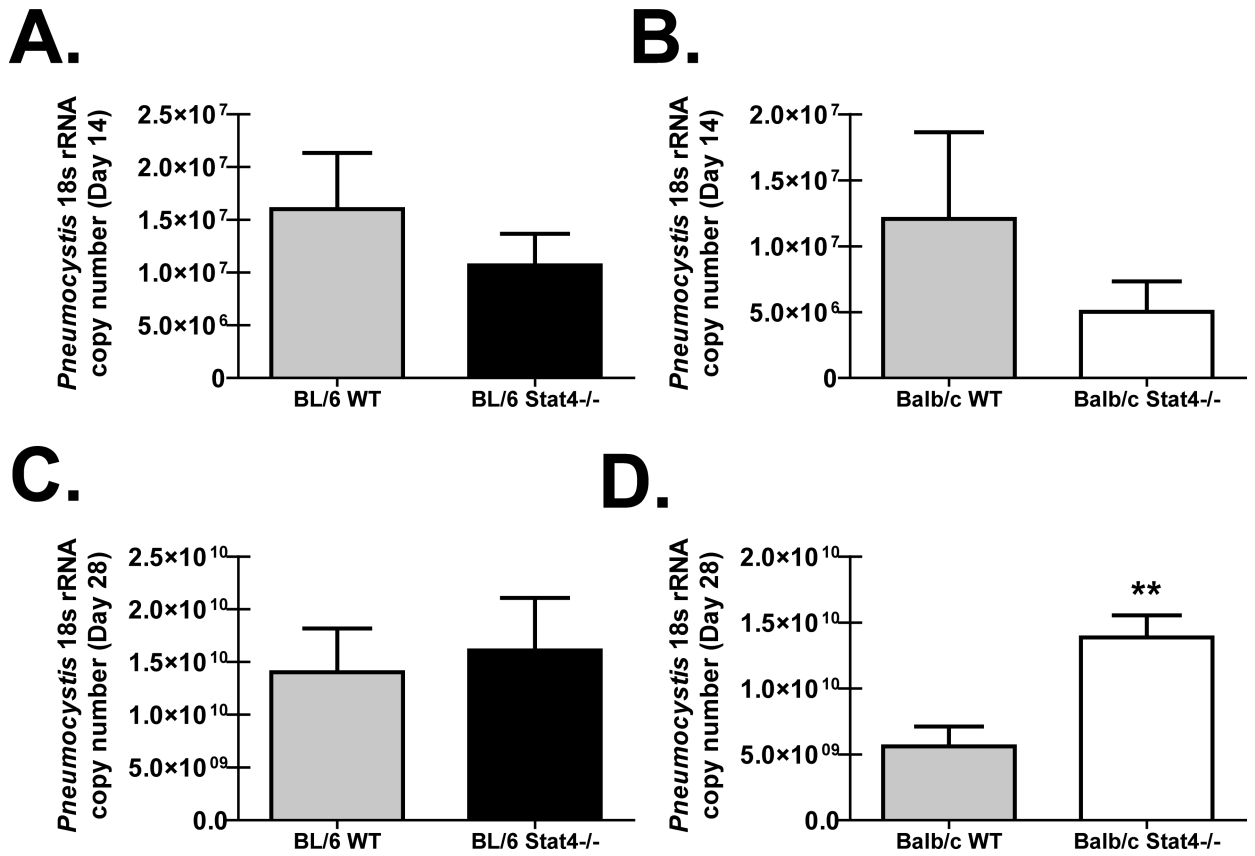 A.
Pneumocystis 18s rRNA
copy number (Day 14)
2.5×10⁷
2.0×10⁷
1.5×10⁷
1.0×10⁷
5.0×10⁶
0
BL/6 WT
BL/6 Stat4-/-
B.
Pneumocystis 18s rRNA
copy number (Day 14)
2.0×10⁷
1.5×10⁷
1.0×10⁷
5.0×10⁶
0
Balb/c WT
Balb/c Stat4-/-
C.
Pneumocystis 18s rRNA
copy number (Day 28)
2.5×10¹⁰
2.0×10¹⁰
1.5×10¹⁰
1.0×10¹⁰
5.0×10⁰⁹
0.0
BL/6 WT
BL/6 Stat4-/-
D.
Pneumocystis 18s rRNA
copy number (Day 28)
2.0×10¹⁰
1.5×10¹⁰
1.0×10¹⁰
5.0×10⁰⁹
0.0
**
Balb/c WT
Balb/c Stat4-/-